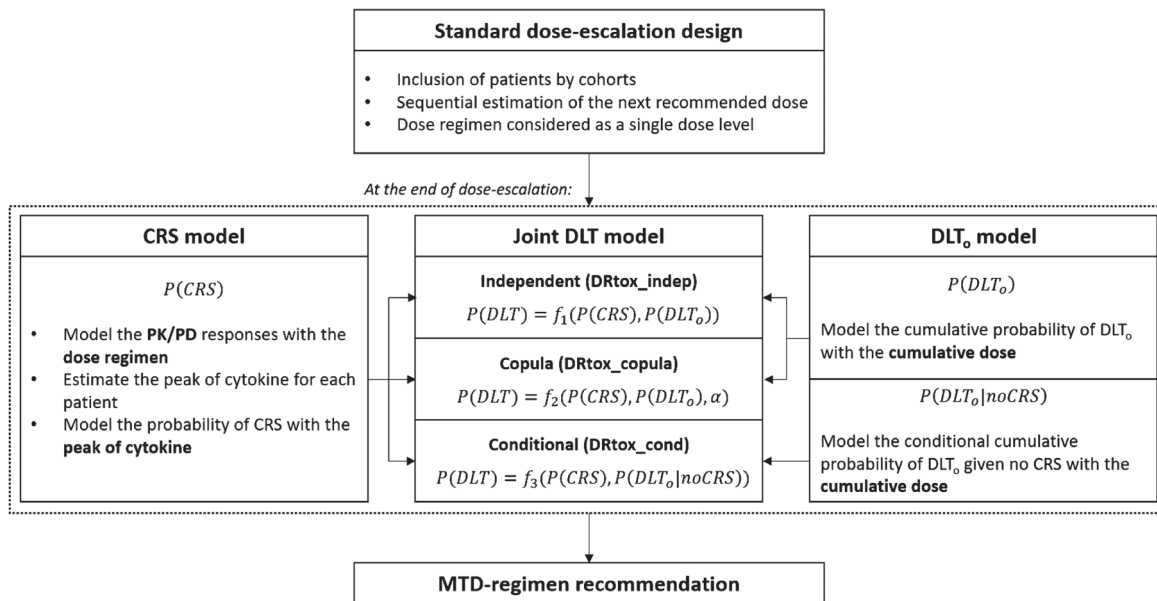 Standard dose-escalation design
• Inclusion of patients by cohorts
• Sequential estimation of the next recommended dose
• Dose regimen considered as a single dose level
At the end of dose-escalation:
CRS model
P(CRS)
• Model the PK/PD responses with the
dose regimen
• Estimate the peak of cytokine for each
patient
• Model the probability of CRS with the
peak of cytokine
Joint DLT model
Independent (DRtox_indep)
P(DLT) = f₁(P(CRS), P(DLTₒ))
Copula (DRtox_copula)
P(DLT) = f₂(P(CRS), P(DLTₒ), α)
Conditional (DRtox_cond)
P(DLT) = f₃(P(CRS), P(DLTₒ|noCRS))
DLTₒ model
P(DLTₒ)
Model the cumulative probability of DLTₒ
with the cumulative dose
P(DLTₒ|noCRS)
Model the conditional cumulative
probability of DLTₒ given no CRS with the
cumulative dose
MTD-regimen recommendation